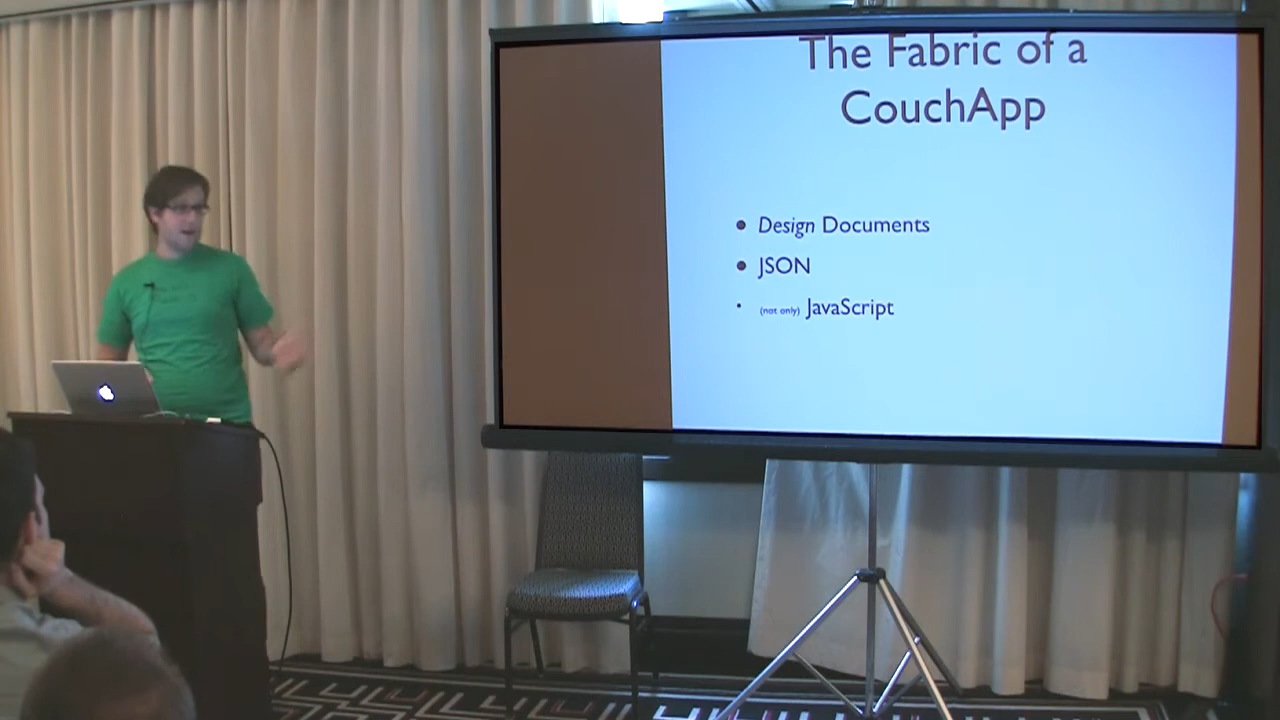 The Fabric of a
CouchApp
Design Documents
JSON
(not only) JavaScript